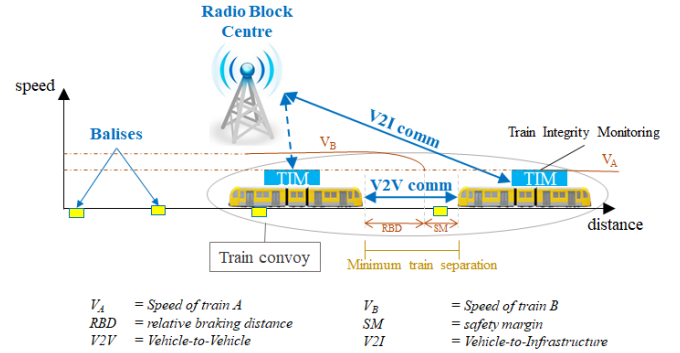 Radio Block
Centre
speed
Balises
V2I comm
Train Integrity Monitoring
V_B
V_A
TIM
V2V comm
TIM
RBD
SM
distance
Train convoy
Minimum train separation
V_A = Speed of train A
V_B = Speed of train B
RBD = relative braking distance
SM = safety margin
V2V = Vehicle-to-Vehicle
V2I = Vehicle-to-Infrastructure